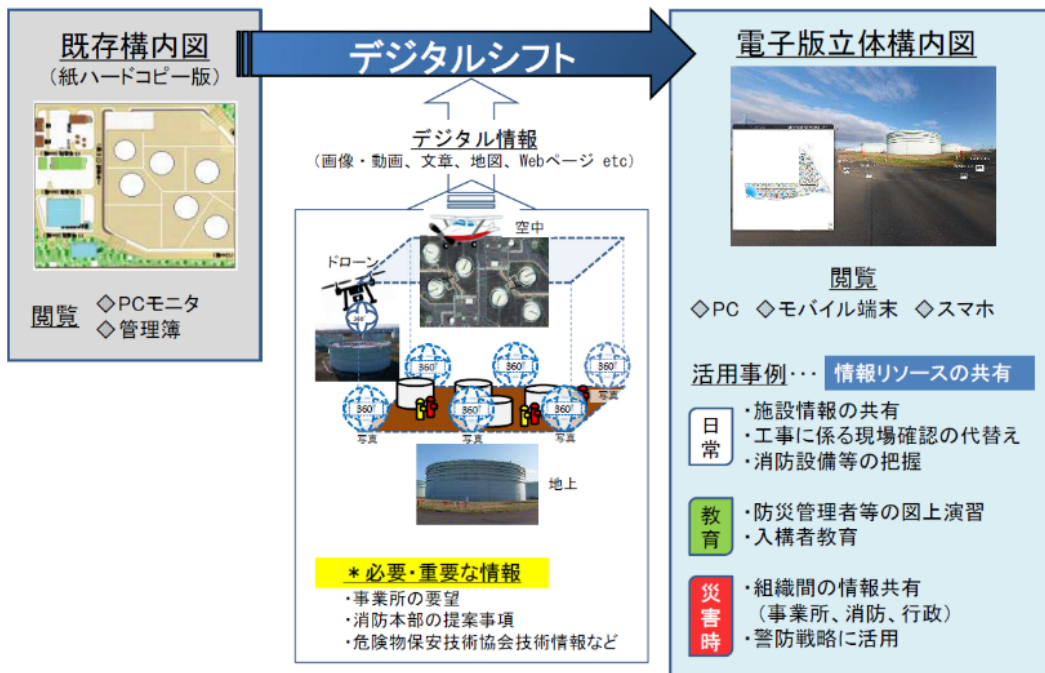 既存構内図
（紙ハードコピー版）
閲覧
◇PCモニタ
◇管理簿
デジタルシフト
デジタル情報
（画像・動画、文章、地図、Webページ etc）
空中
ドローン
360°
360°
360°
360°
360°
360°
360°
写真
写真
写真
写真
地上
＊必要・重要な情報
・事業所の要望
・消防本部の提案事項
・危険物保安技術協会技術情報など
電子版立体構内図
閲覧
◇PC ◇モバイル端末 ◇スマホ
活用事例･･･ 情報リソースの共有
日常
・施設情報の共有
・工事に係る現場確認の代替え
・消防設備等の把握
教育
・防災管理者等の図上演習
・入構者教育
災害時
・組織間の情報共有
（事業所、消防、行政）
・警防戦略に活用